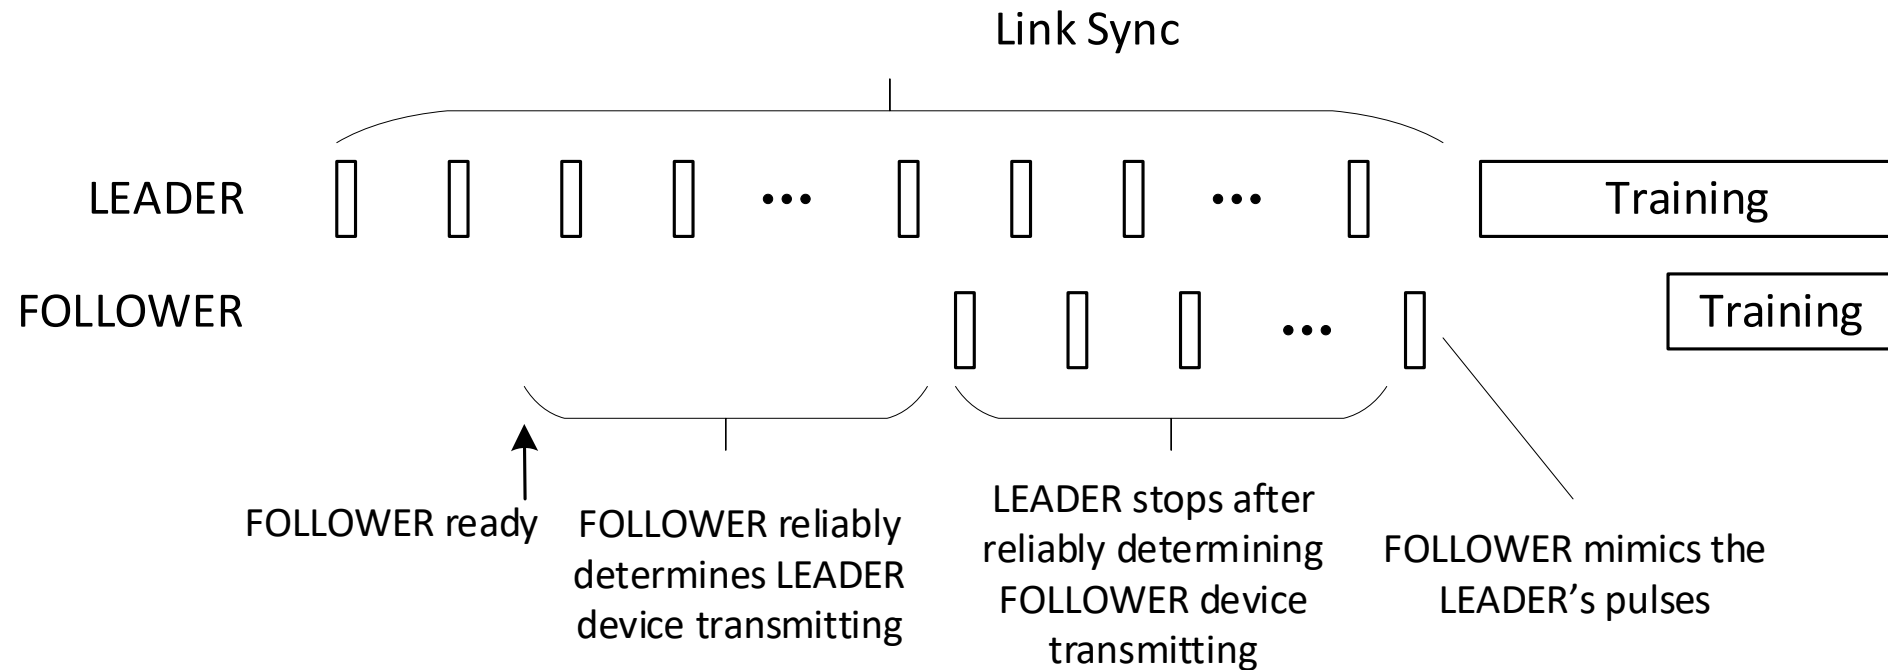 Link Sync
LEADER
•••
•••
Training
FOLLOWER
•••
Training
FOLLOWER ready
FOLLOWER reliably
determines LEADER
device transmitting
LEADER stops after
reliably determining
FOLLOWER device
transmitting
FOLLOWER mimics the
LEADER’s pulses